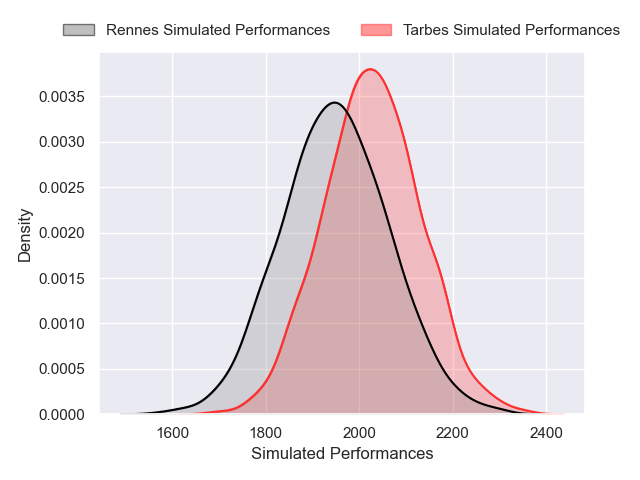 Rennes Simulated Performances
Tarbes Simulated Performances
0.0035
0.0030
0.0025
0.0020
0.0015
0.0010
0.0005
0.0000
Density
1600 1800 2000 2200 2400
Simulated Performances